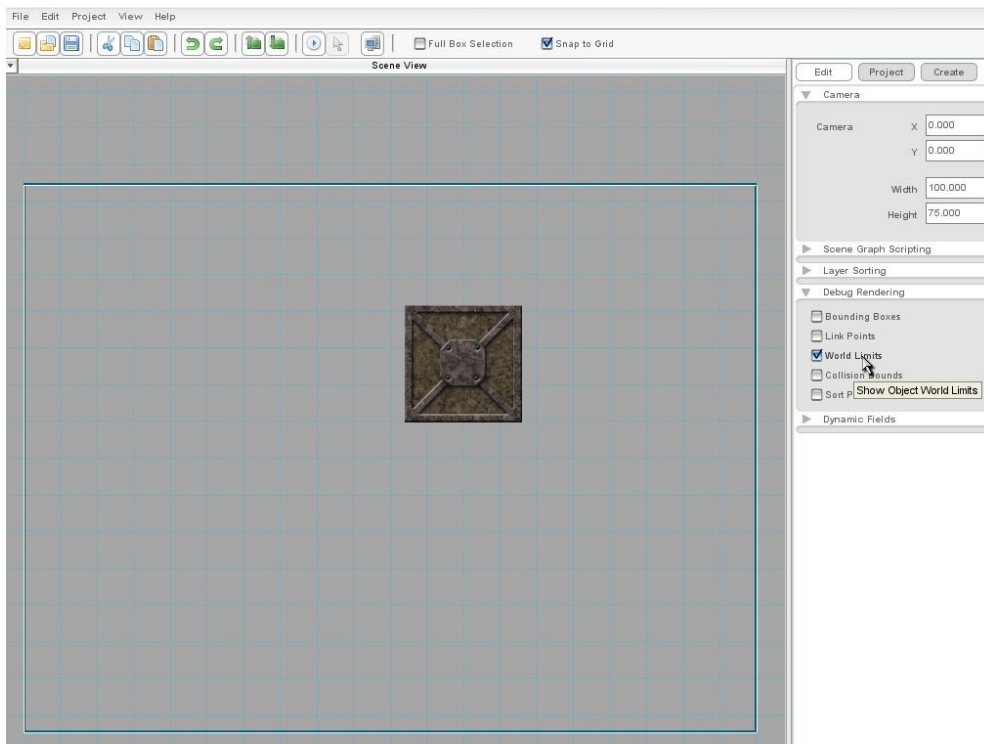 File Edit Project View Help
Full Box Selection Snap to Grid
Scene View
Edit Project Create
Camera
Camera X 0.000
Y 0.000
Width 100.000
Height 75.000
Scene Graph Scripting
Layer Sorting
Debug Rendering
Bounding Boxes
Link Points
World Limits
Collision Bounds
Sort P
Show Object World Limits
Dynamic Fields